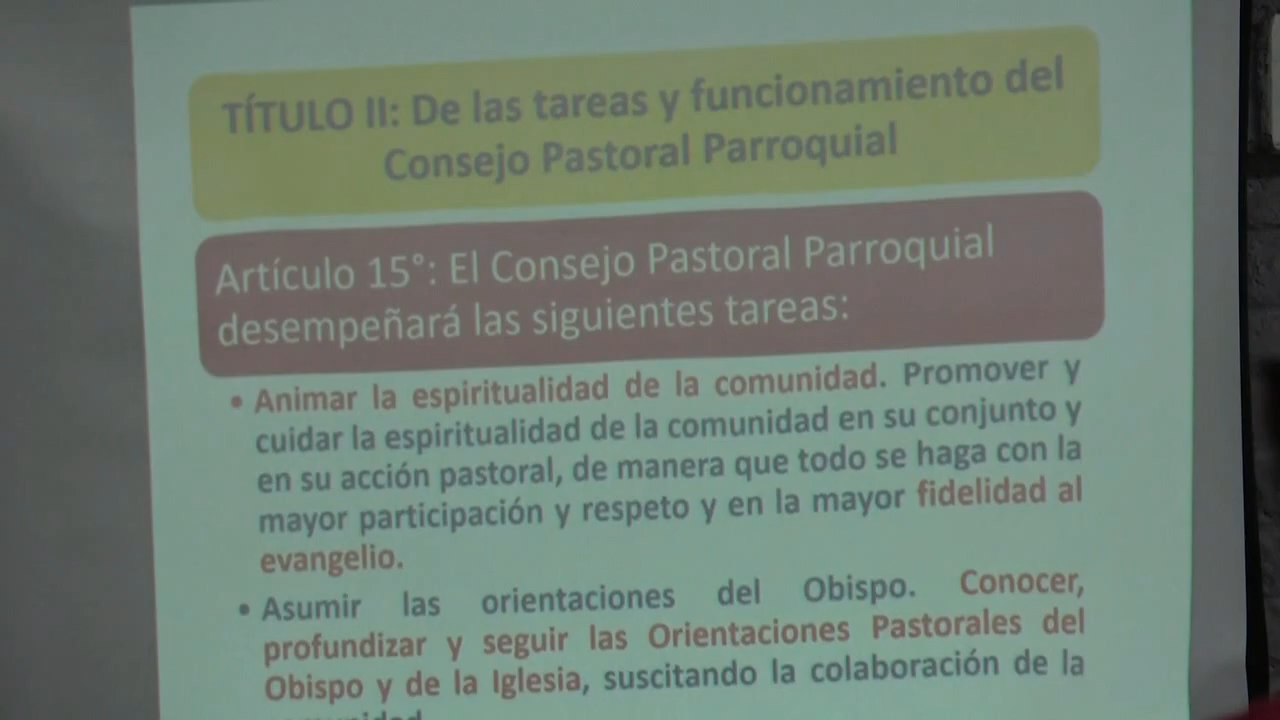 TÍTULO II: De las tareas y funcionamiento del
Consejo Pastoral Parroquial
Artículo 15°: El Consejo Pastoral Parroquial
desempeñará las siguientes tareas:
• Animar la espiritualidad de la comunidad. Promover y
cuidar la espiritualidad de la comunidad en su conjunto y
en su acción pastoral, de manera que todo se haga con la
mayor participación y respeto y en la mayor fidelidad al
evangelio.
• Asumir las orientaciones del Obispo. Conocer,
profundizar y seguir las Orientaciones Pastorales del
Obispo y de la Iglesia, suscitando la colaboración de la